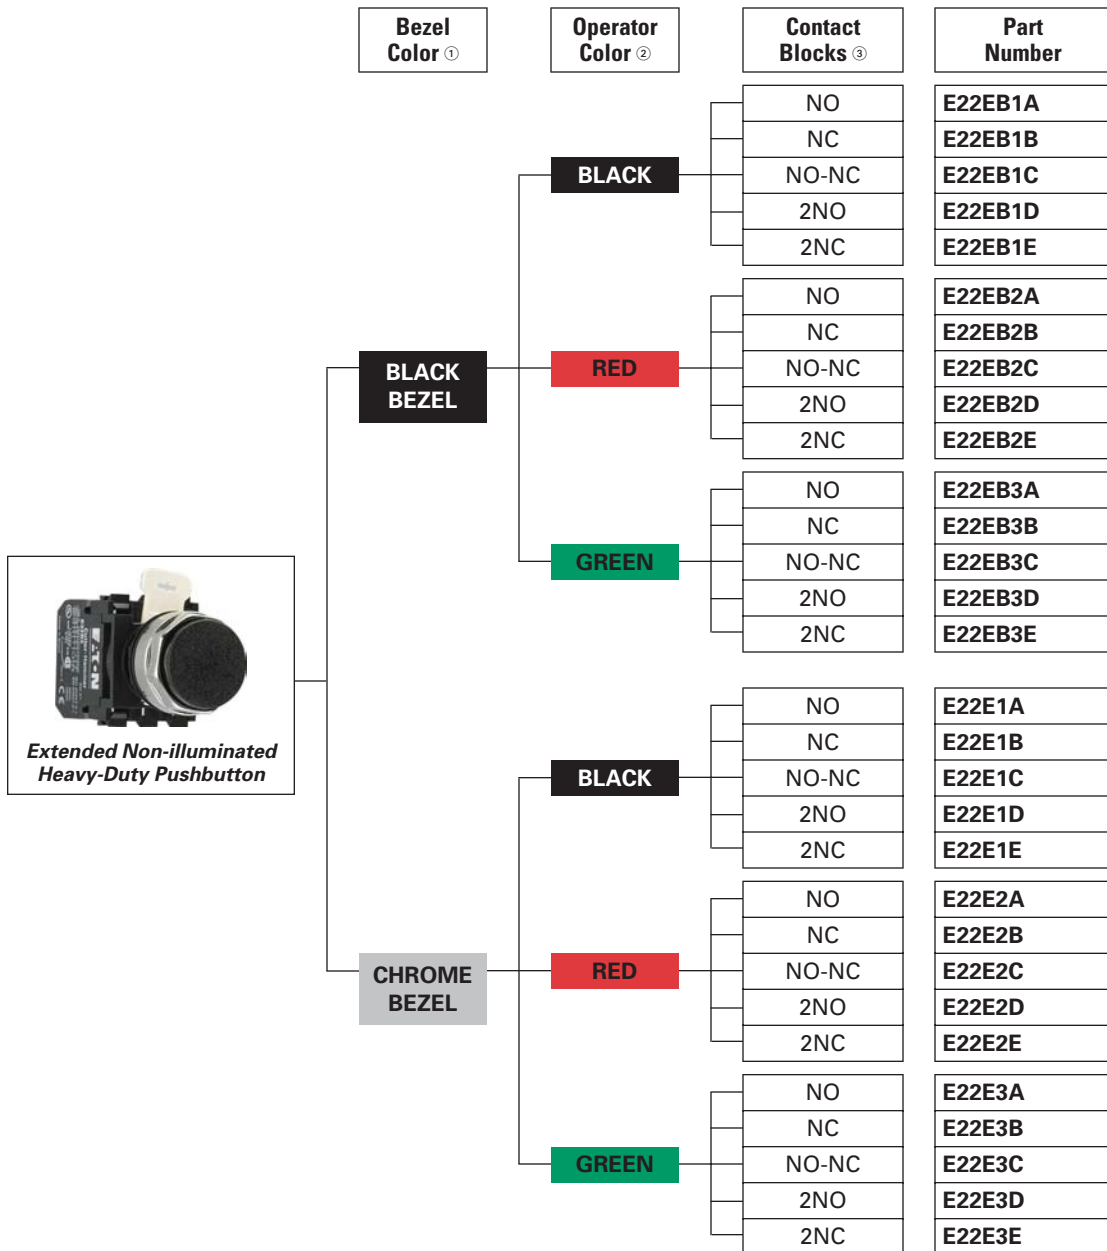 Bezel
Color ①
Operator
Color ②
Contact
Blocks ③
Part
Number
NO E22EB1A
NC E22EB1B
BLACK NO-NC E22EB1C
2NO E22EB1D
2NC E22EB1E
NO E22EB2A
NC E22EB2B
BLACK
BEZEL
RED NO-NC E22EB2C
2NO E22EB2D
2NC E22EB2E
NO E22EB3A
NC E22EB3B
GREEN NO-NC E22EB3C
2NO E22EB3D
2NC E22EB3E
EATON
Extended Non-illuminated
Heavy-Duty Pushbutton
NO E22E1A
NC E22E1B
BLACK NO-NC E22E1C
2NO E22E1D
2NC E22E1E
NO E22E2A
NC E22E2B
CHROME
BEZEL
RED NO-NC E22E2C
2NO E22E2D
2NC E22E2E
NO E22E3A
NC E22E3B
GREEN NO-NC E22E3C
2NO E22E3D
2NC E22E3E